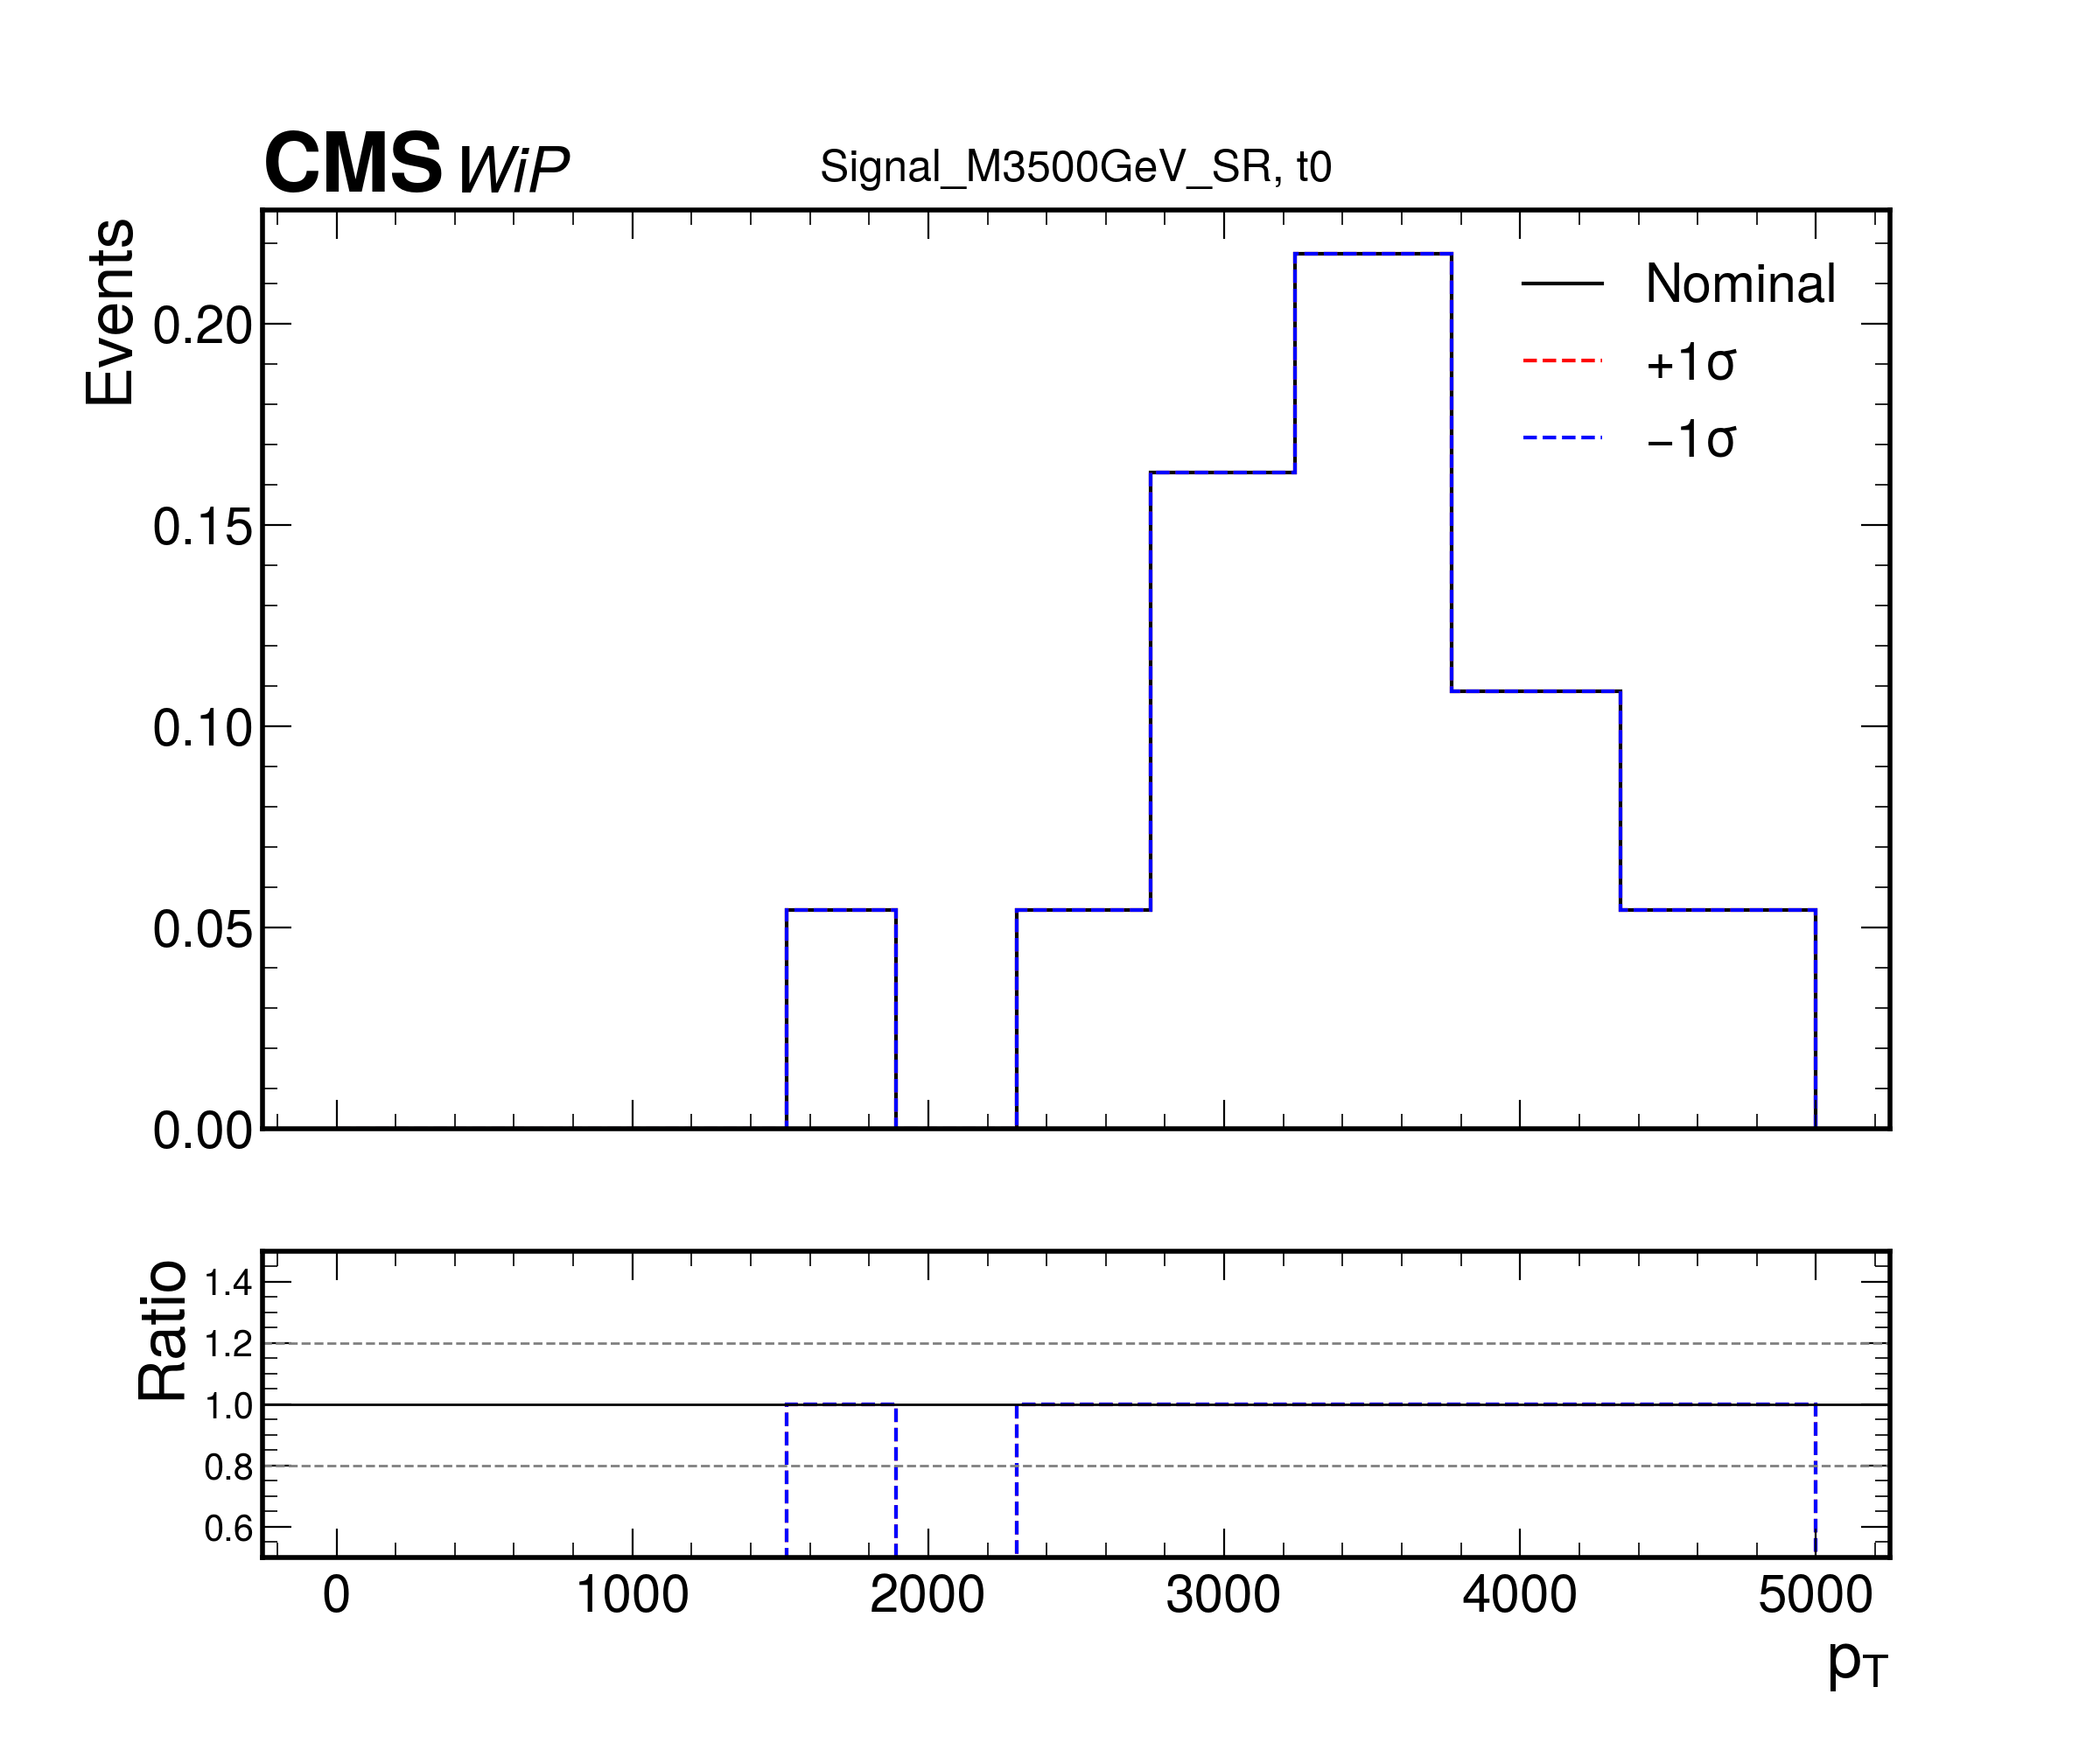 CMS WiP
Signal_M3500GeV_SR, t0
Events
0.20
0.15
0.10
0.05
0.00
Nominal
+1σ
−1σ
Ratio
1.4
1.2
1.0
0.8
0.6
0 1000 2000 3000 4000 5000
pT